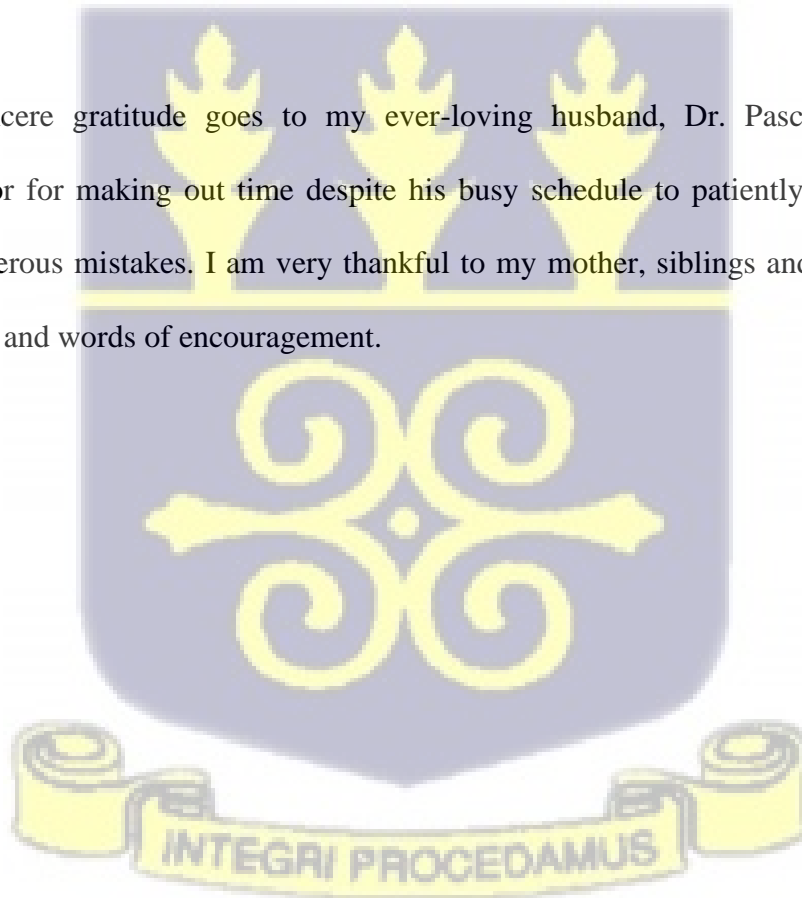 cere gratitude goes to my ever-loving husband, Dr. Pasc
or for making out time despite his busy schedule to patiently
erous mistakes. I am very thankful to my mother, siblings and
and words of encouragement.
INTEGRI PROCEDAMUS